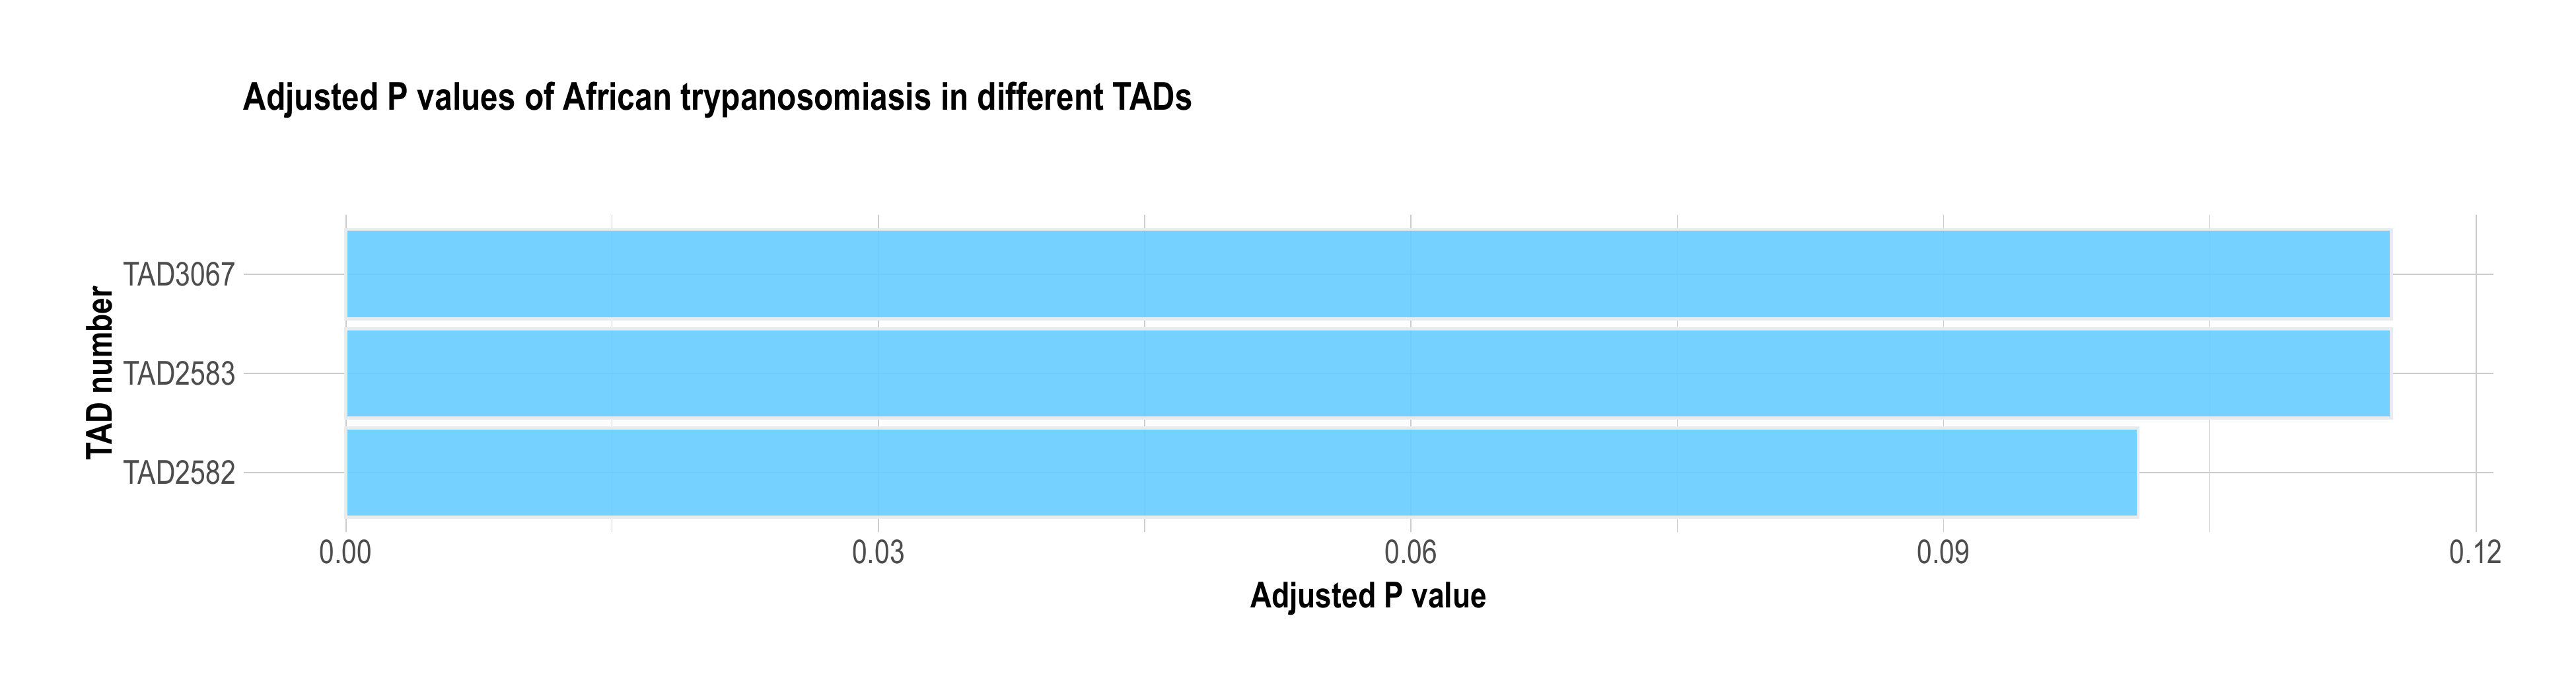 Adjusted P values of African trypanosomiasis in different TADs
TAD number
TAD3067
TAD2583
TAD2582
0.00 0.03 0.06 0.09 0.12
Adjusted P value